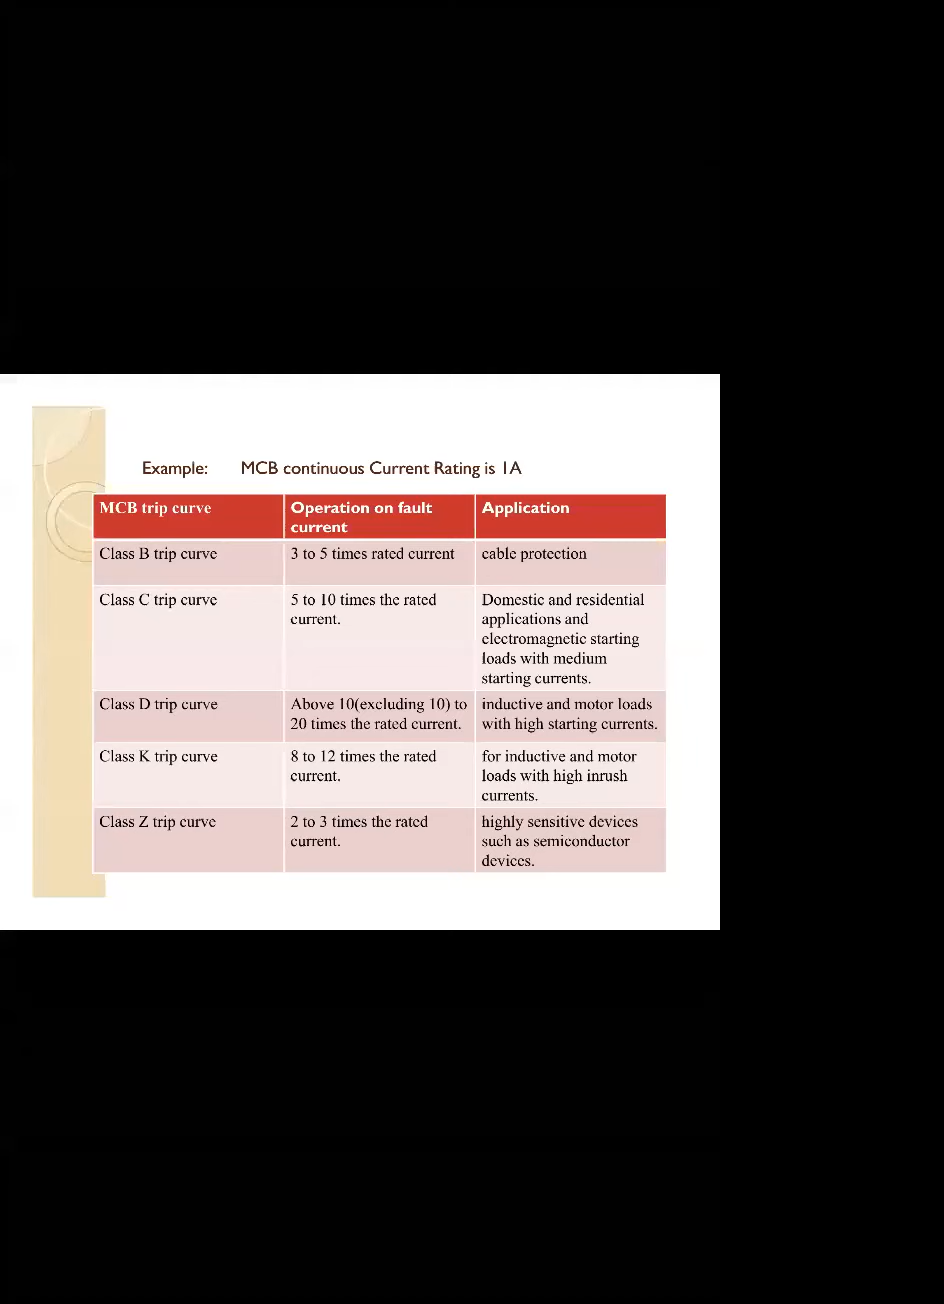 Example: MCB continuous Current Rating is 1A
MCB trip curve
Operation on fault
current
Application
Class B trip curve
3 to 5 times rated current
cable protection
Class C trip curve
5 to 10 times the rated
current.
Domestic and residential
applications and
electromagnetic starting
loads with medium
starting currents.
Class D trip curve
Above 10(excluding 10) to
20 times the rated current.
inductive and motor loads
with high starting currents.
Class K trip curve
8 to 12 times the rated
current.
for inductive and motor
loads with high inrush
currents.
Class Z trip curve
2 to 3 times the rated
current.
highly sensitive devices
such as semiconductor
devices.